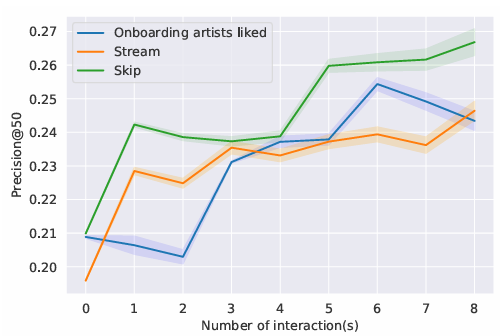 Onboarding artists liked
Stream
Skip
Precision@50
0.27
0.26
0.25
0.24
0.23
0.22
0.21
0.20
0 1 2 3 4 5 6 7 8
Number of interaction(s)